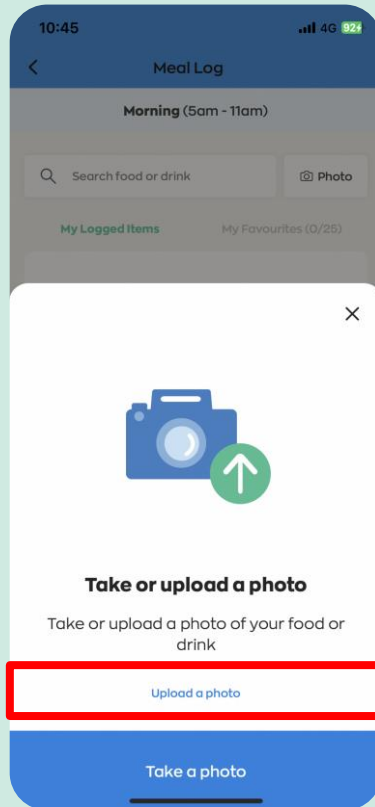 10:45 4G 92
Meal Log
Morning (5am - 11am)
Search food or drink Photo
My Logged Items My Favourites (0/25)
Take or upload a photo
Take or upload a photo of your food or
drink
Upload a photo
Take a photo